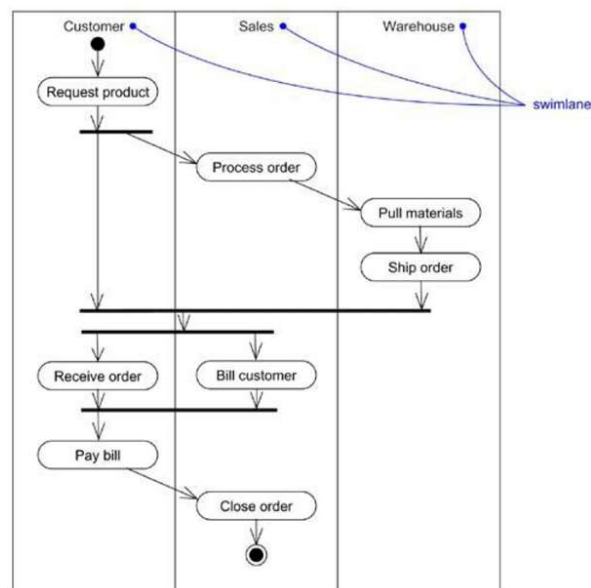 Customer
Sales
Warehouse
swimlane
Request product
Process order
Pull materials
Ship order
Receive order
Bill customer
Pay bill
Close order